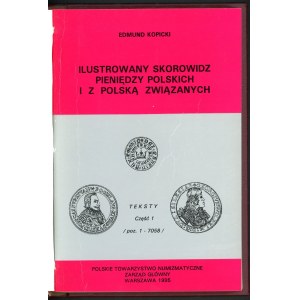 EDMUND KOPICKI
ILUSTROWANY SKOROWIDZ
PIENIĘDZY POLSKICH
I Z POLSKĄ ZWIĄZANYCH
TEKSTY
Część 1
/ poz. 1 - 7058 /
POLSKIE TOWARZYSTWO NUMIZMATYCZNE
ZARZĄD GŁÓWNY
WARSZAWA 1995